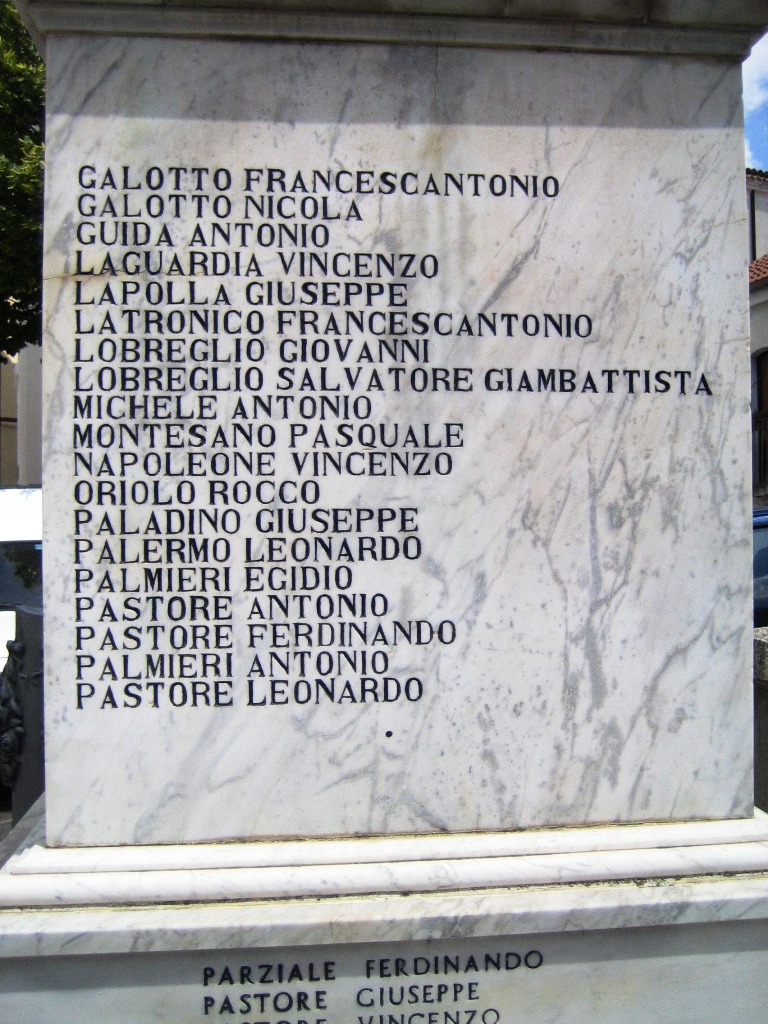 GALOTTO FRANCESCANTONIO
GALOTTO NICOLA
GUIDA ANTONIO
LAGUARDIA VINCENZO
LAPOLLA GIUSEPPE
LATRONICO FRANCESCANTONIO
LOBREGLIO GIOVANNI
LOBREGLIO SALVATORE GIAMBATTISTA
MICHELE ANTONIO
MONTESANO PASQUALE
NAPOLEONE VINCENZO
ORIOLO ROCCO
PALADINO GIUSEPPE
PALERMO LEONARDO
PALMIERI EGIDIO
PASTORE ANTONIO
PASTORE FERDINANDO
PALMIERI ANTONIO
PASTORE LEONARDO
PARZIALE FERDINANDO
PASTORE GIUSEPPE
PASTORE VINCENZO